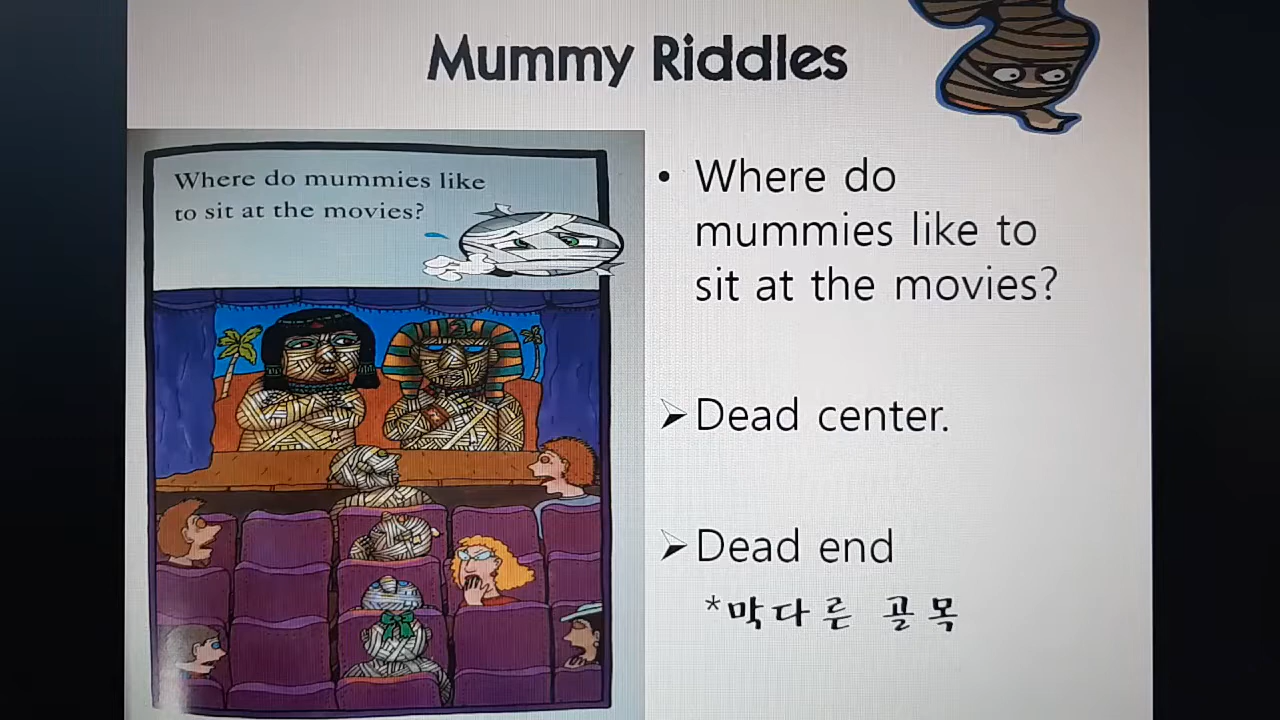 Mummy Riddles
Where do mummies like
to sit at the movies?
• Where do
mummies like to
sit at the movies?
➢ Dead center.
➢ Dead end
*막다른 골목